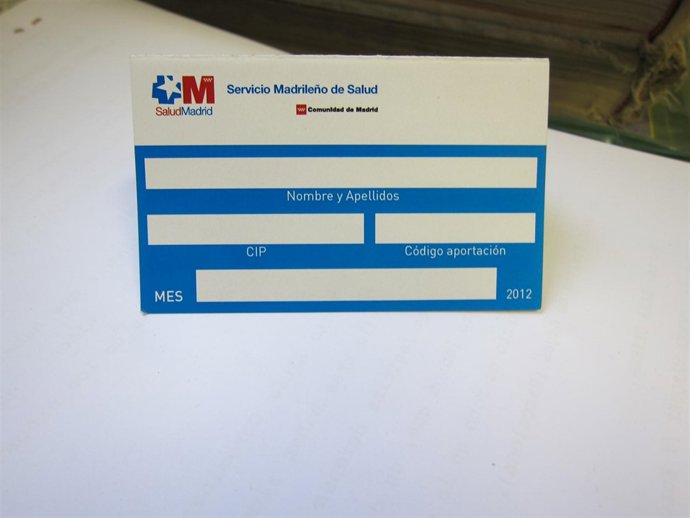 M
SaludMadrid
Servicio Madrileño de Salud
Comunidad de Madrid
Nombre y Apellidos
CIP
Código aportación
MES
2012